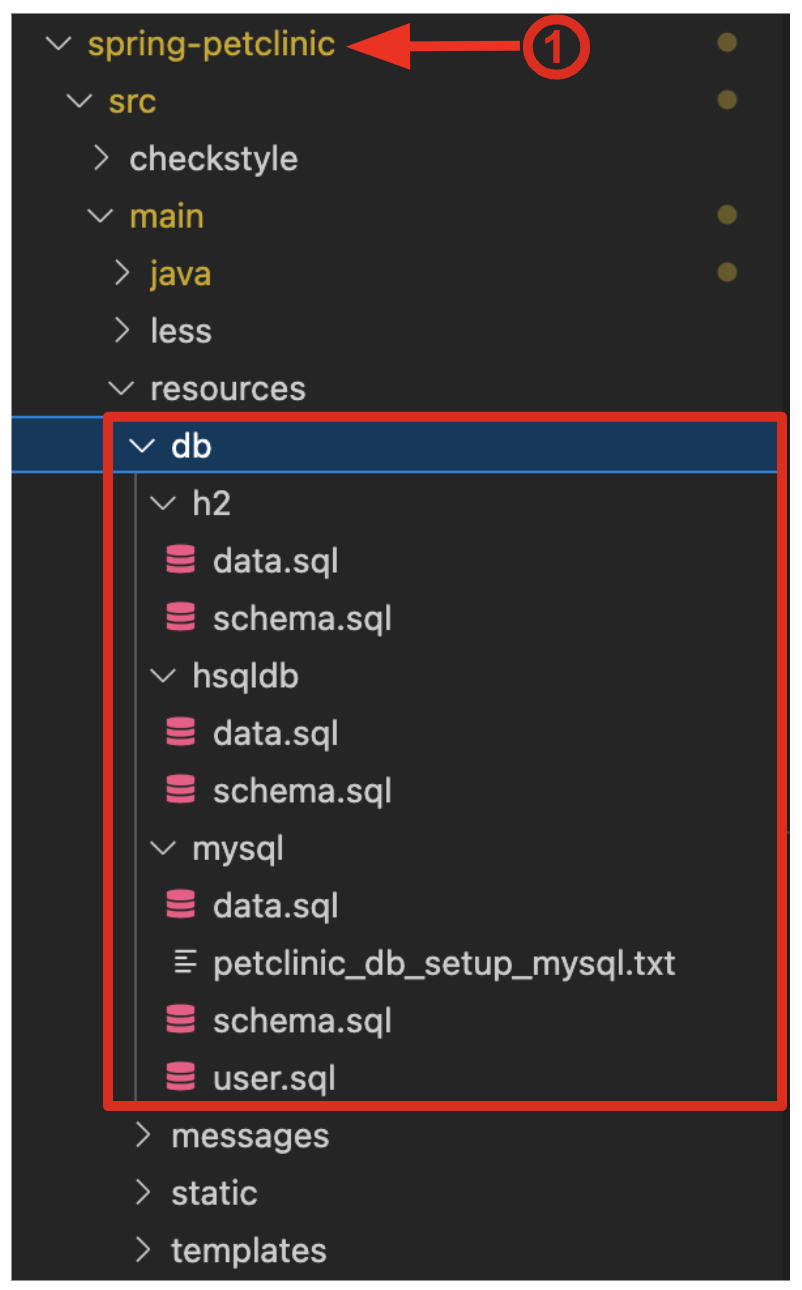 spring-petclinic 1
src
checkstyle
main
java
less
resources
db
h2
data.sql
schema.sql
hsqldb
data.sql
schema.sql
mysql
data.sql
petclinic_db_setup_mysql.txt
schema.sql
user.sql
messages
static
templates